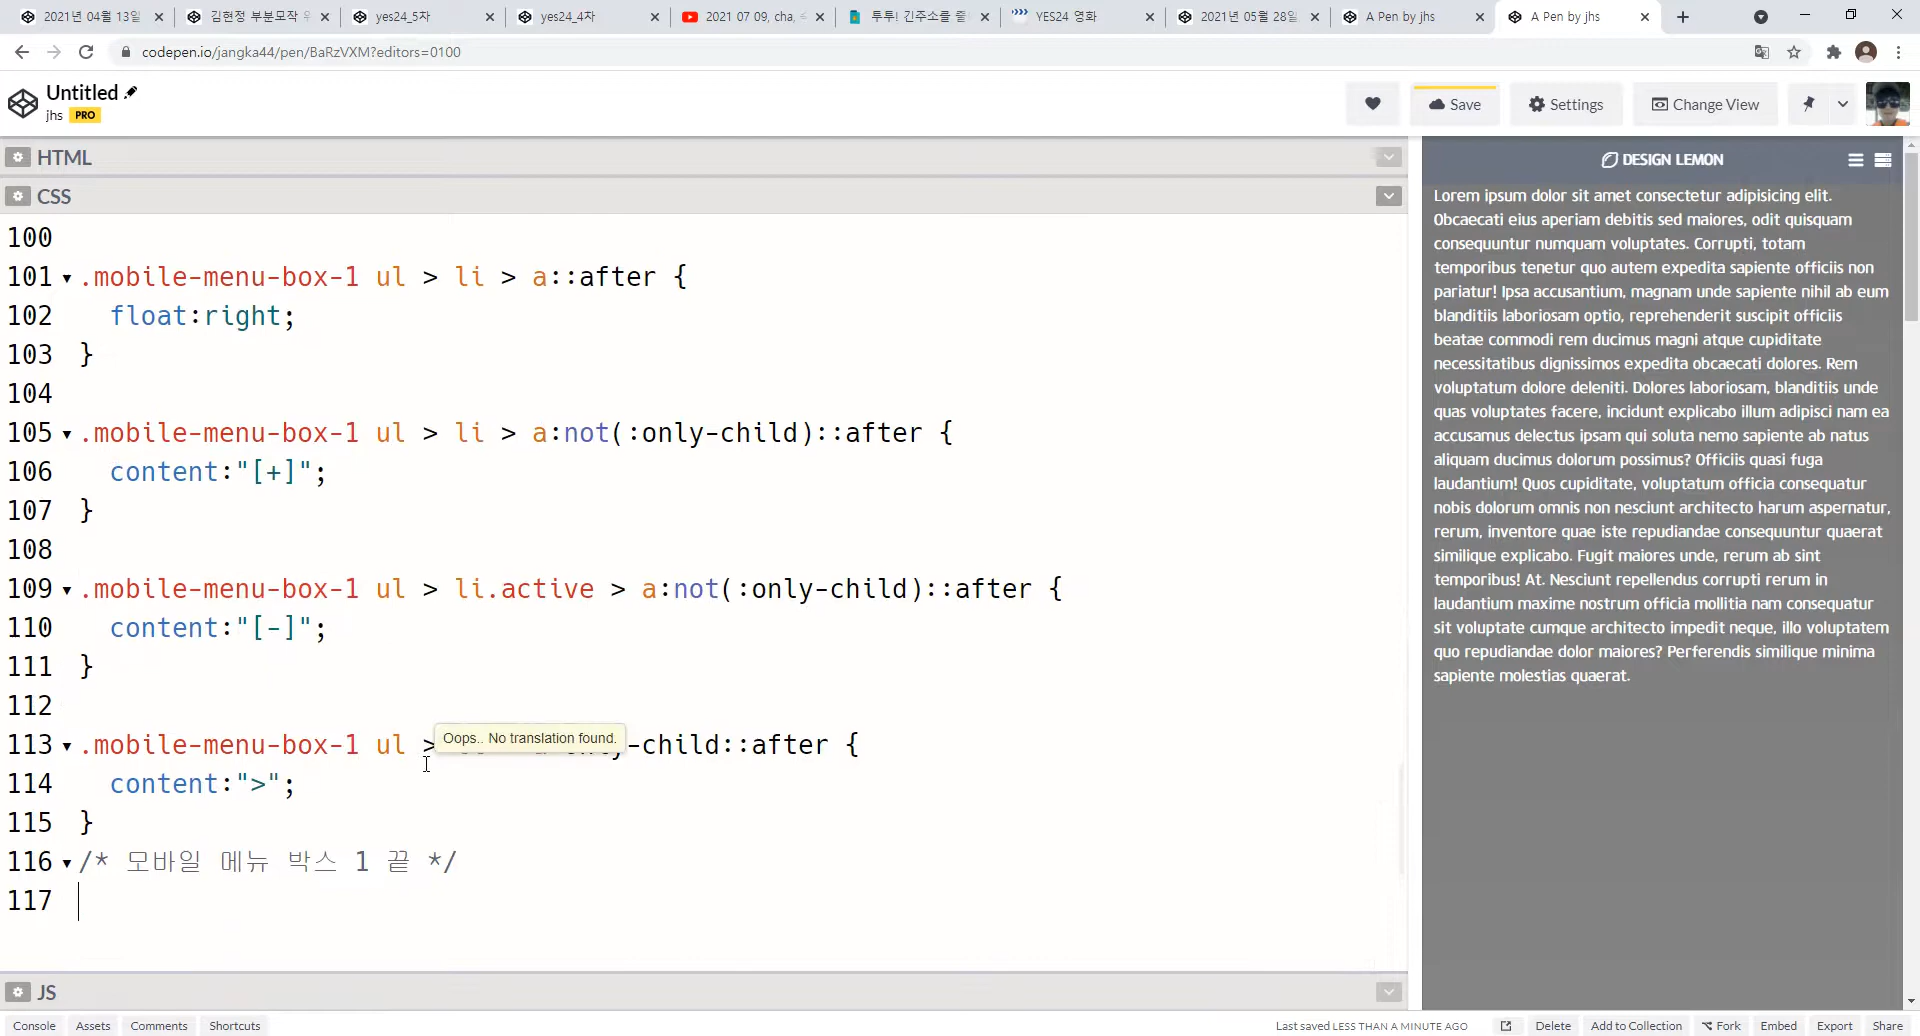 2021년 04월 13일
김현정 부분모작
yes24_5차
yes24_4차
2021 07 09, cha,
투투! 긴주소를 줄
YES24 영화
2021년 05월 28일
A Pen by jhs
A Pen by jhs
codepen.io/jangka44/pen/BaRzVXM?editors=0100
Untitled
jhs PRO
Save
Settings
Change View
HTML
CSS
100
101 .mobile-menu-box-1 ul > li > a::after {
102 float:right;
103 }
104
105 .mobile-menu-box-1 ul > li > a:not(:only-child)::after {
106 content:"[+]";
107 }
108
109 .mobile-menu-box-1 ul > li.active > a:not(:only-child)::after {
110 content:"[-]";
111 }
112
Oops.. No translation found.
113 .mobile-menu-box-1 ul > -child::after {
114 content:">";
115 }
116 /* 모바일 메뉴 박스 1 끝 */
117
JS
DESIGN LEMON
Lorem ipsum dolor sit amet consectetur adipisicing elit.
Obcaecati eius aperiam debitis sed maiores, odit quisquam
consequuntur numquam voluptates. Corrupti, totam
temporibus tenetur quo autem expedita sapiente officiis non
pariatur! Ipsa accusantium, magnam unde sapiente nihil ab eum
blanditiis laboriosam optio, reprehenderit suscipit officiis
beatae commodi rem ducimus magni atque cupiditate
necessitatibus dignissimos expedita obcaecati dolores. Rem
voluptatum dolore deleniti. Dolores laboriosam, blanditiis unde
quas voluptates facere, incidunt explicabo illum adipisci nam ea
accusamus delectus ipsam qui soluta nemo sapiente ab natus
aliquam ducimus dolorum possimus? Officiis quasi fuga
laudantium! Quos cupiditate, voluptatum officia consequatur
nobis dolorum omnis non nesciunt architecto harum aspernatur,
rerum, inventore quae iste repudiandae consequuntur quaerat
similique explicabo. Fugit maiores unde, rerum ab sint
temporibus! At. Nesciunt repellendus corrupti rerum in
laudantium maxime nostrum officia mollitia nam consequatur
sit voluptate cumque architecto impedit neque, illo voluptatem
quo repudiandae dolor maiores? Perferendis similique minima
sapiente molestias quaerat.
Console
Assets
Comments
Shortcuts
Last saved LESS THAN A MINUTE AGO
Delete
Add to Collection
Fork
Embed
Export
Share